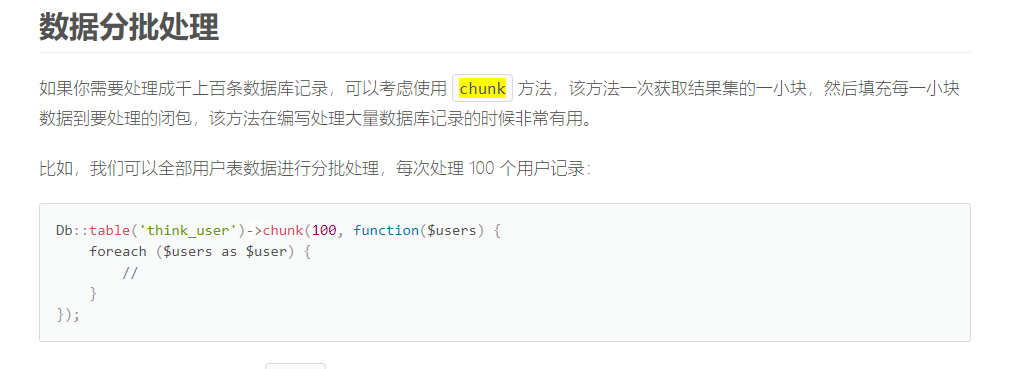 数据分批处理
如果你需要处理成千上百条数据库记录，可以考虑使用 chunk 方法，该方法一次获取结果集的一小块，然后填充每一小块
数据到要处理的闭包，该方法在编写处理大量数据库记录的时候非常有用。
比如，我们可以全部用户表数据进行分批处理，每次处理 100 个用户记录：
Db::table('think_user')->chunk(100, function($users) {
    foreach ($users as $user) {
        //
    }
});